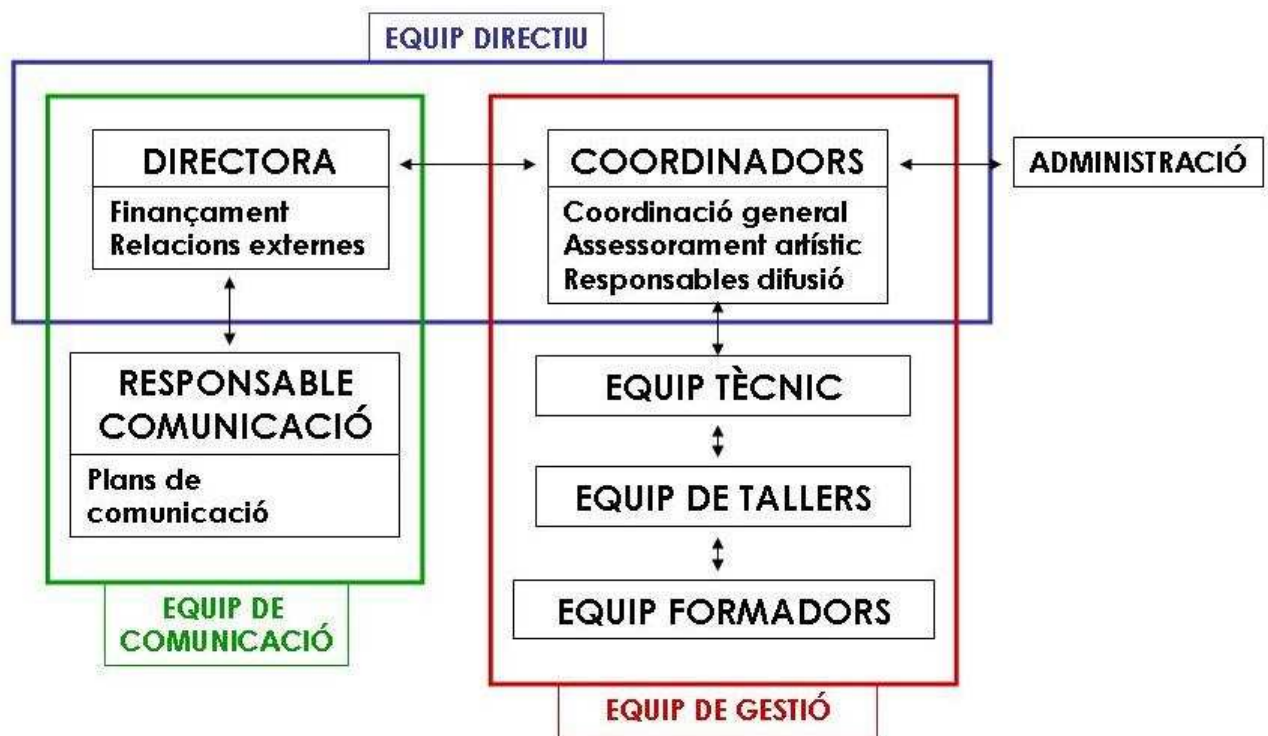 EQUIP DIRECTIU
DIRECTORA
Finançament
Relacions externes
COORDINADORS
Coordinació general
Assessorament artístic
Responsables difusió
ADMINISTRACIÓ
RESPONSABLE
COMUNICACIÓ
Plans de
comunicació
EQUIP TÈCNIC
EQUIP DE TALLERS
EQUIP FORMADORS
EQUIP DE
COMUNICACIÓ
EQUIP DE GESTIÓ